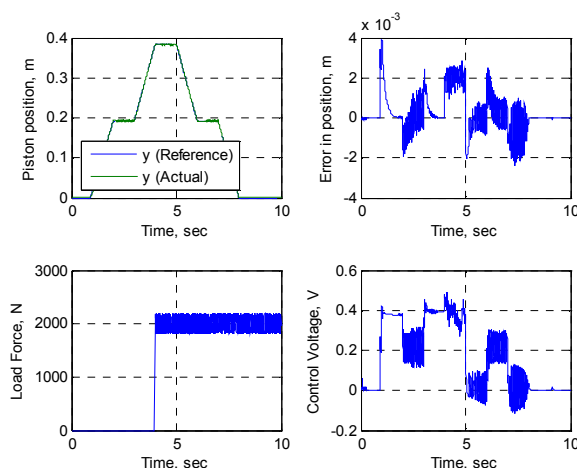 Piston position, m
0.4
0.3
0.2
0.1
0
0 5 10
Time, sec
y (Reference)
y (Actual)
x 10-3
Error in position, m
4
2
0
-2
-4
0 5 10
Time, sec
Load Force, N
3000
2000
1000
0
0 5 10
Time, sec
Control Voltage, V
0.6
0.4
0.2
0
-0.2
0 5 10
Time, sec